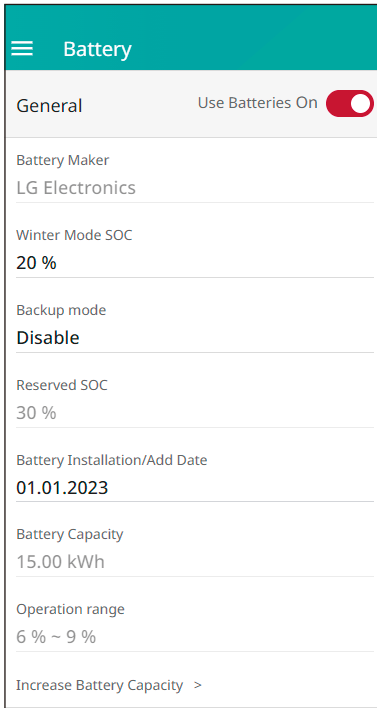 Battery
General
Use Batteries On
Battery Maker
LG Electronics
Winter Mode SOC
20 %
Backup mode
Disable
Reserved SOC
30 %
Battery Installation/Add Date
01.01.2023
Battery Capacity
15.00 kWh
Operation range
6 % ~ 9 %
Increase Battery Capacity >